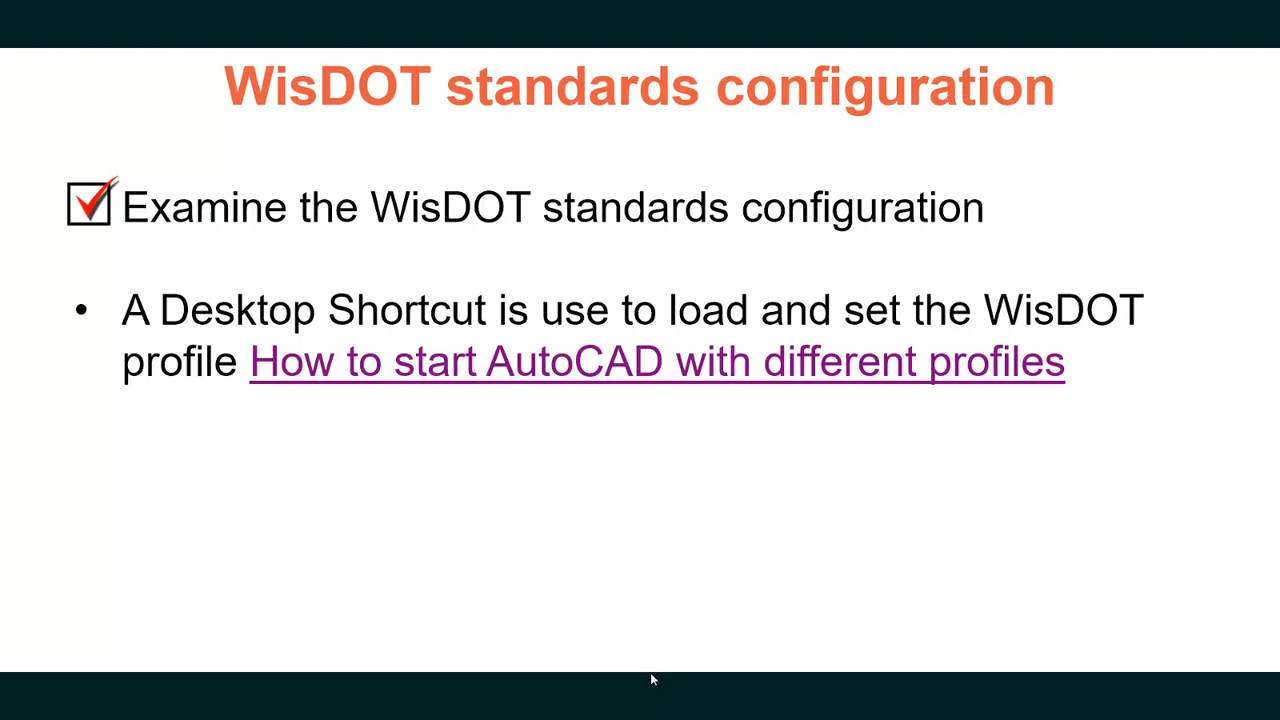 WisDOT standards configuration
Examine the WisDOT standards configuration
• A Desktop Shortcut is use to load and set the WisDOT
profile How to start AutoCAD with different profiles